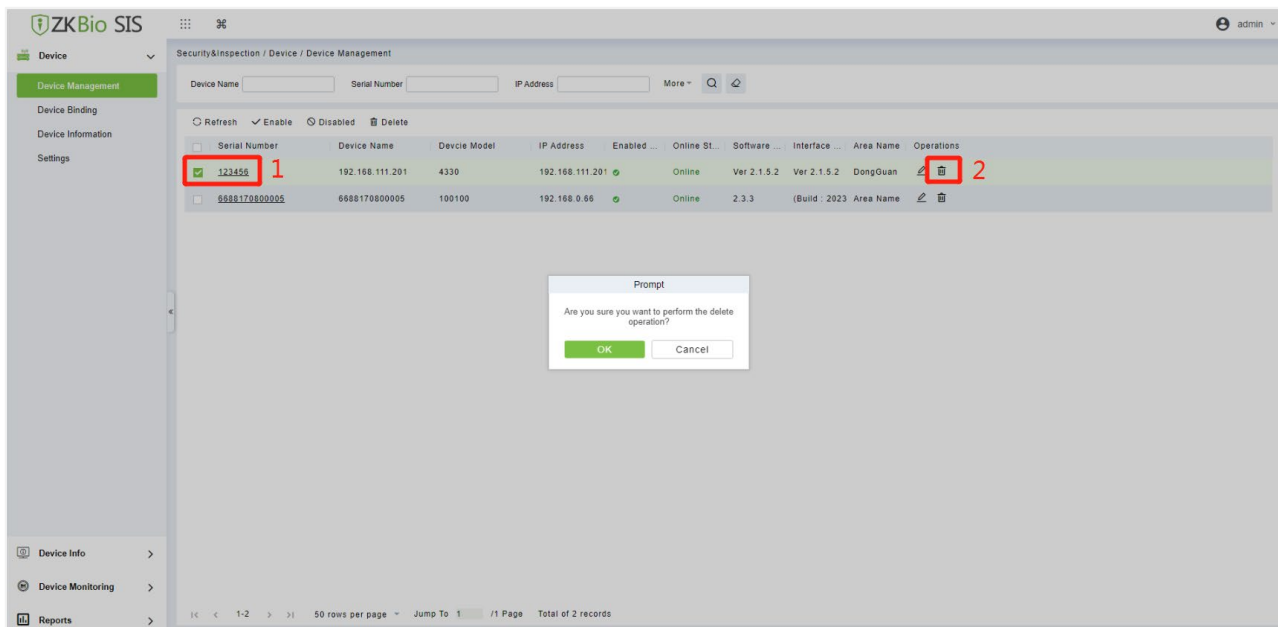 ZKBio SIS
admin
Device
Security&Inspection / Device / Device Management
Device Management
Device Name Serial Number IP Address More
Device Binding
Refresh Enable Disabled Delete
Device Information
Serial Number Device Name Devcie Model IP Address Enabled ... Online St... Software ... Interface ... Area Name Operations
Settings
1
123456 192.168.111.201 4330 192.168.111.201 Online Ver 2.1.5.2 Ver 2.1.5.2 DongGuan
2
6688170800005 6688170800005 100100 192.168.0.66 Online 2.3.3 (Build : 2023 Area Name
Prompt
Are you sure you want to perform the delete
operation?
OK Cancel
Device Info
Device Monitoring
Reports
1-2 50 rows per page Jump To 1 /1 Page Total of 2 records